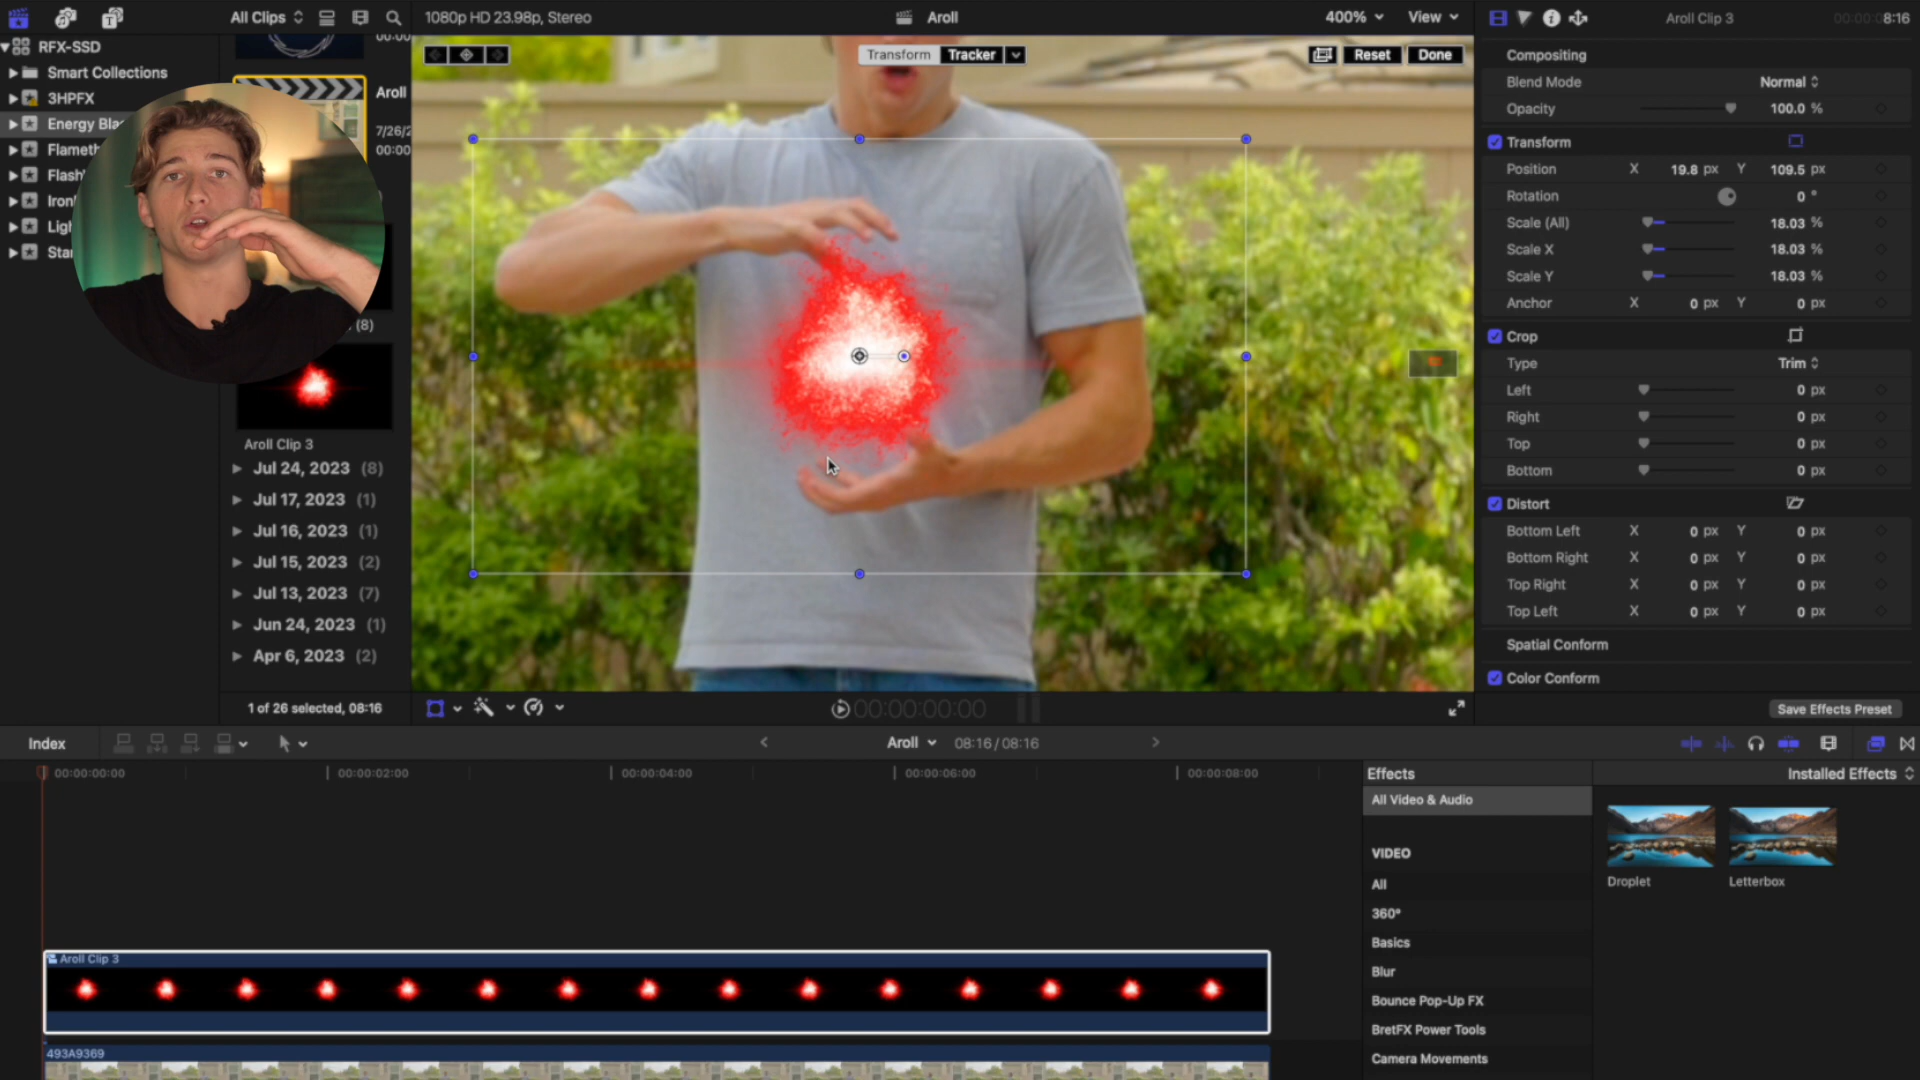 All Clips
1080p HD 23.98p, Stereo
Aroll
400%
View
Aroll Clip 3
00:00:08:16
RFX-SSD
Smart Collections
3HPFX
Energy Bla
Flameth
Flash
Iron
Ligh
Star
00:00
Aroll
7/26/2
00:00
(8)
Aroll Clip 3
Jul 24, 2023 (8)
Jul 17, 2023 (1)
Jul 16, 2023 (1)
Jul 15, 2023 (2)
Jul 13, 2023 (7)
Jun 24, 2023 (1)
Apr 6, 2023 (2)
1 of 26 selected, 08:16
Transform
Tracker
Reset
Done
00:00:00:00
Compositing
Blend Mode Normal
Opacity 100.0 %
Transform
Position X 19.8 px Y 109.5 px
Rotation 0 °
Scale (All) 18.03 %
Scale X 18.03 %
Scale Y 18.03 %
Anchor X 0 px Y 0 px
Crop
Type Trim
Left 0 px
Right 0 px
Top 0 px
Bottom 0 px
Distort
Bottom Left X 0 px Y 0 px
Bottom Right X 0 px Y 0 px
Top Right X 0 px Y 0 px
Top Left X 0 px Y 0 px
Spatial Conform
Color Conform
Save Effects Preset
Index
Aroll
08:16 / 08:16
00:00:00:00
00:00:02:00
00:00:04:00
00:00:06:00
00:00:08:00
Aroll Clip 3
493A9369
Effects
Installed Effects
All Video & Audio
VIDEO
All
360°
Basics
Blur
Bounce Pop-Up FX
BretFX Power Tools
Camera Movements
Droplet
Letterbox